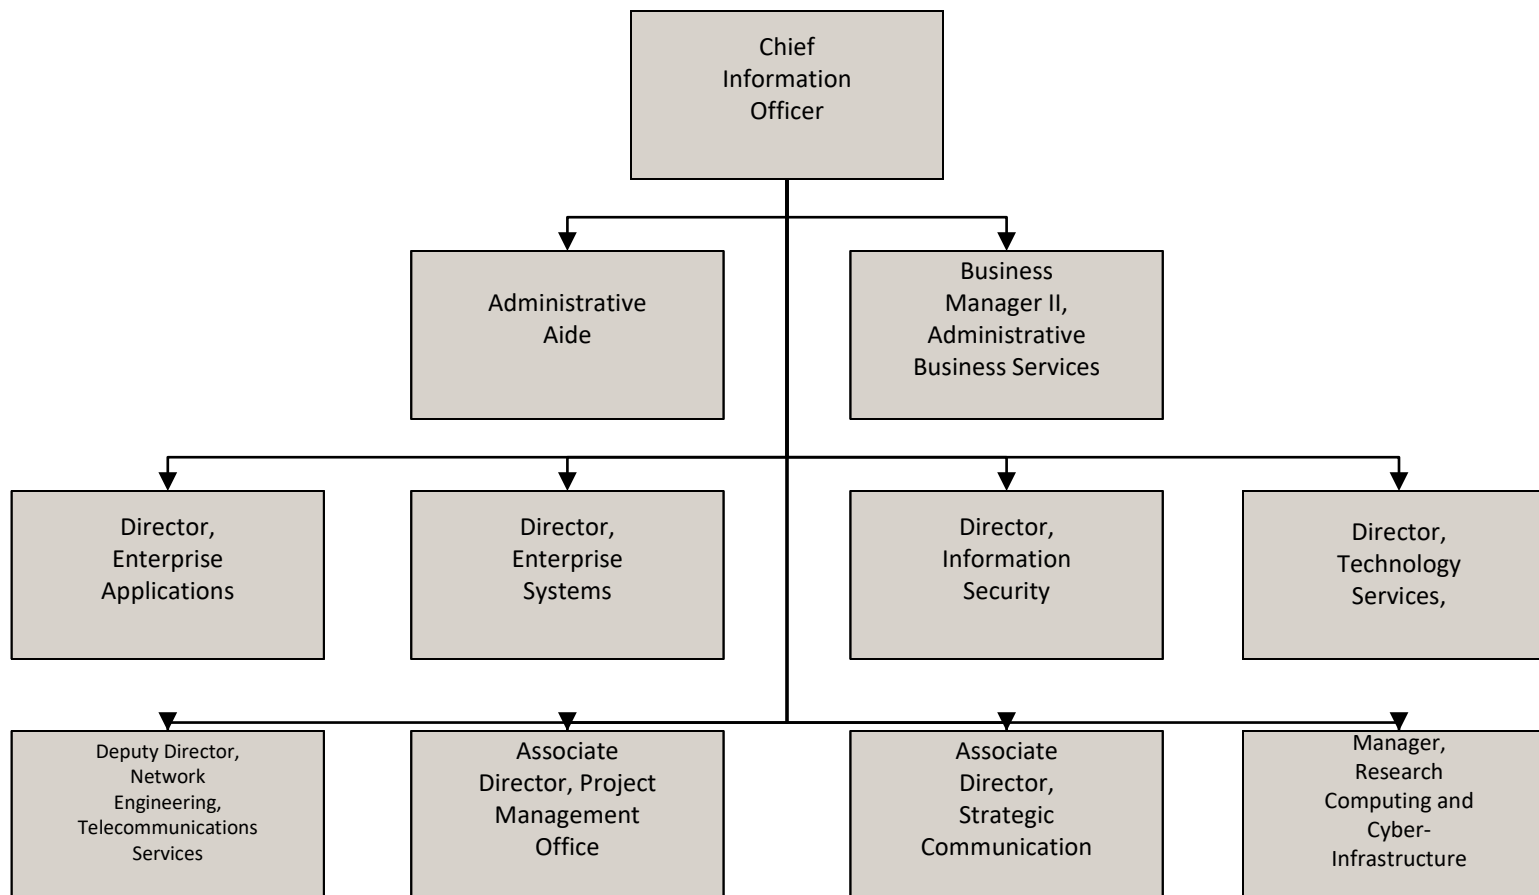 Chief
Information
Officer
Administrative
Aide
Business
Manager II,
Administrative
Business Services
Director,
Enterprise
Applications
Director,
Enterprise
Systems
Director,
Information
Security
Director,
Technology
Services,
Deputy Director,
Network
Engineering,
Telecommunications
Services
Associate
Director, Project
Management
Office
Associate
Director,
Strategic
Communication
Manager,
Research
Computing and
Cyber-
Infrastructure